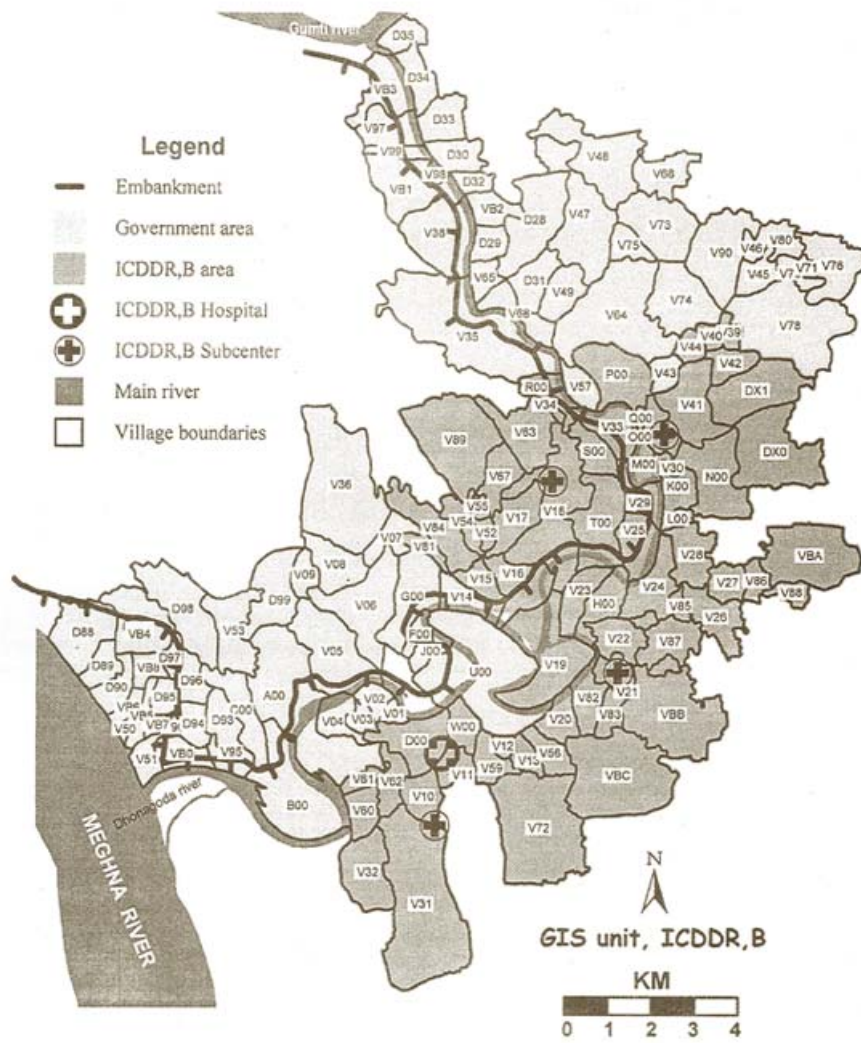 Gumti river
D35
D34
VB3
D33
V97
V99
D30
V98
D32
VB1
VB2
V38
D28
D29
V48
V68
V47
V73
V75
V90
V46
V80
V71
V76
V45
V65
D31
V49
V74
V68
V64
V78
V35
V40
V44
V42
V43
P00
R00
V57
V34
V41
DX1
V33
Q00
O00
V63
V89
S00
M00
V30
DX0
V67
K00
N00
V36
V55
V18
V29
V54
V17
T00
L00
V84
V52
V25
V07
V81
V28
VBA
V09
V08
V15
V16
V24
V27
V86
V88
D99
G00
V14
V23
H00
V85
V26
D98
V06
F00
V22
V87
D88
VB4
V53
J00
V05
V19
D97
U00
D89
VB8
D96
V21
D90
D95
A00
V02
V82
V83
VBB
C00
V04
V03
V01
V20
VB7
V50
D94
D93
W00
D00
V12
V51
VB0
V95
V13
V56
V11
V59
VBC
V61
V62
B00
V60
V10
V72
V32
V31
Legend
Embankment
Government area
ICDDR,B area
ICDDR,B Hospital
ICDDR,B Subcenter
Main river
Village boundaries
Dhonagoda river
MEGHNA RIVER
N
GIS unit, ICDDR,B
KM
0 1 2 3 4